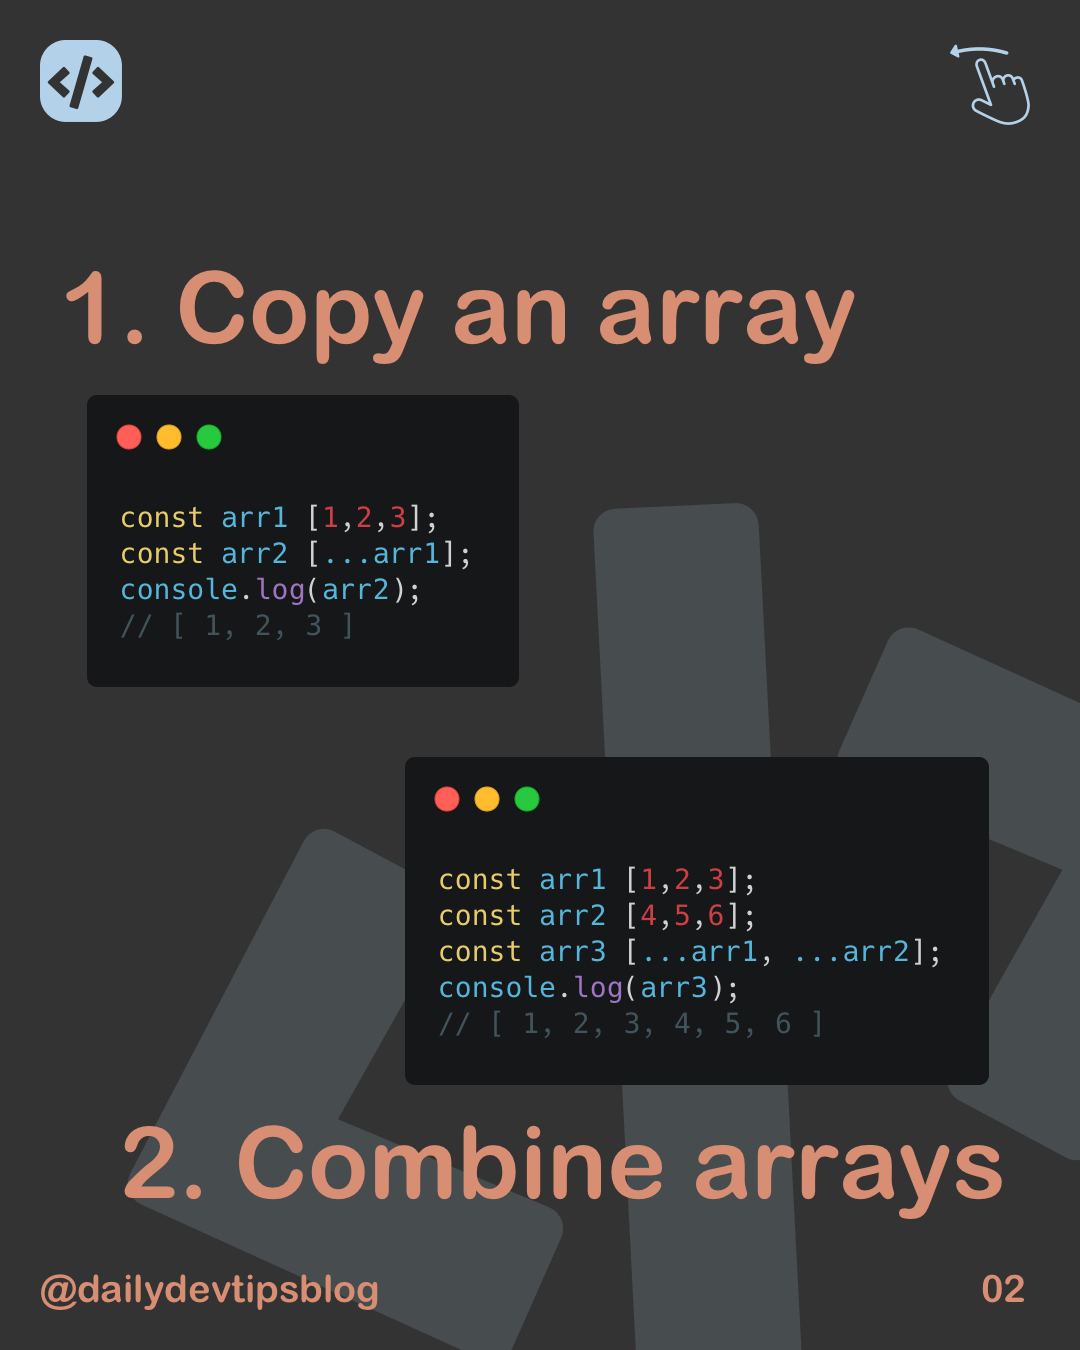 </>
1. Copy an array
const arr1 [1,2,3];
const arr2 [...arr1];
console.log(arr2);
// [ 1, 2, 3 ]
const arr1 [1,2,3];
const arr2 [4,5,6];
const arr3 [...arr1, ...arr2];
console.log(arr3);
// [ 1, 2, 3, 4, 5, 6 ]
2. Combine arrays
@dailydevtipsblog
02